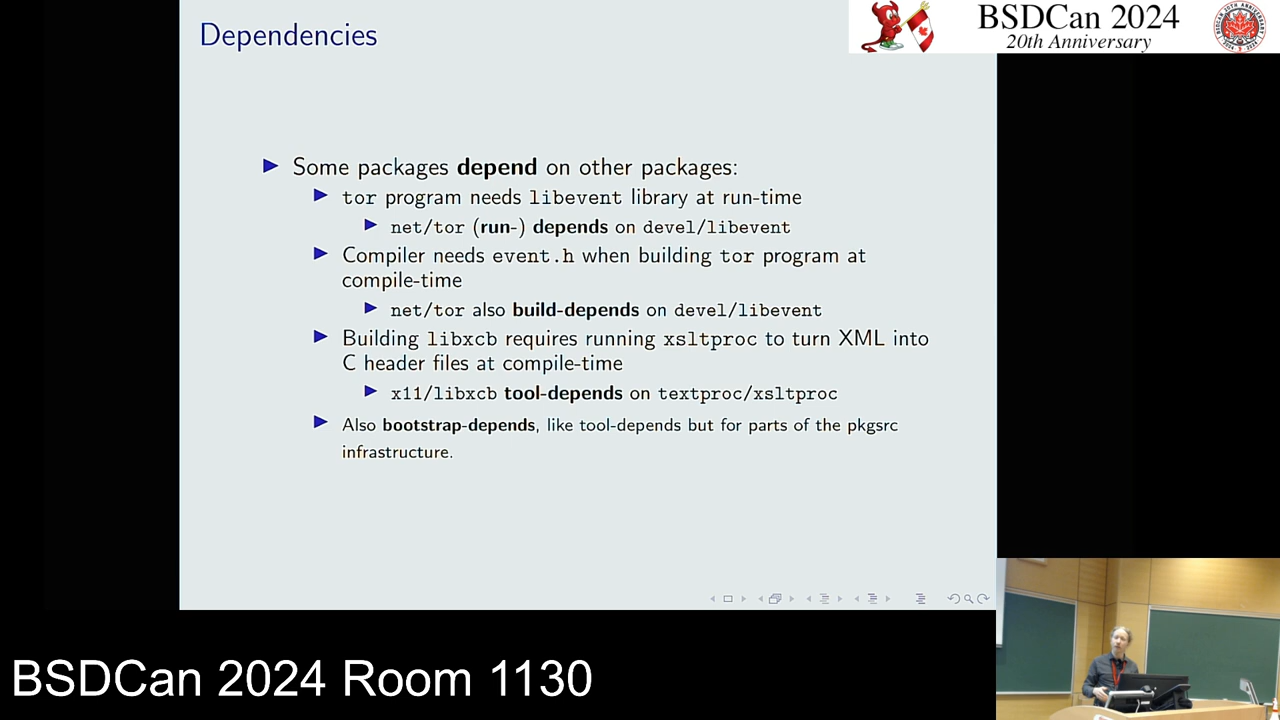 Dependencies
BSDCan 2024
20th Anniversary
Some packages depend on other packages:
tor program needs libevent library at run-time
net/tor (run-) depends on devel/libevent
Compiler needs event.h when building tor program at
compile-time
net/tor also build-depends on devel/libevent
Building libxcb requires running xsltproc to turn XML into
C header files at compile-time
x11/libxcb tool-depends on textproc/xsltproc
Also bootstrap-depends, like tool-depends but for parts of the pkgsrc
infrastructure.
BSDCan 2024 Room 1130